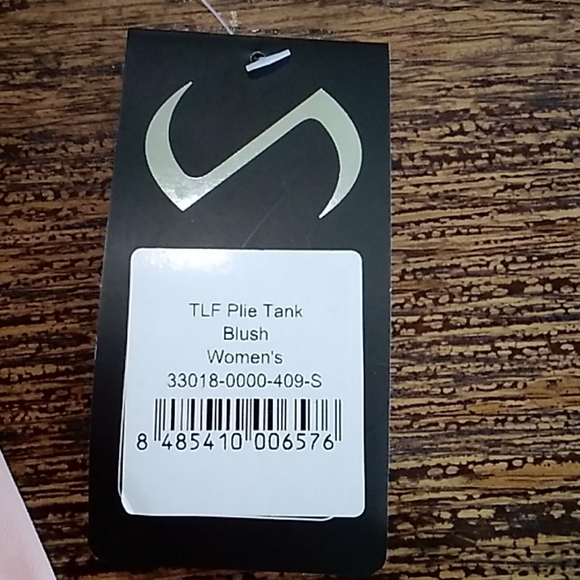 TLF Plie Tank
Blush
Women's
33018-0000-409-S
8 485410 006576